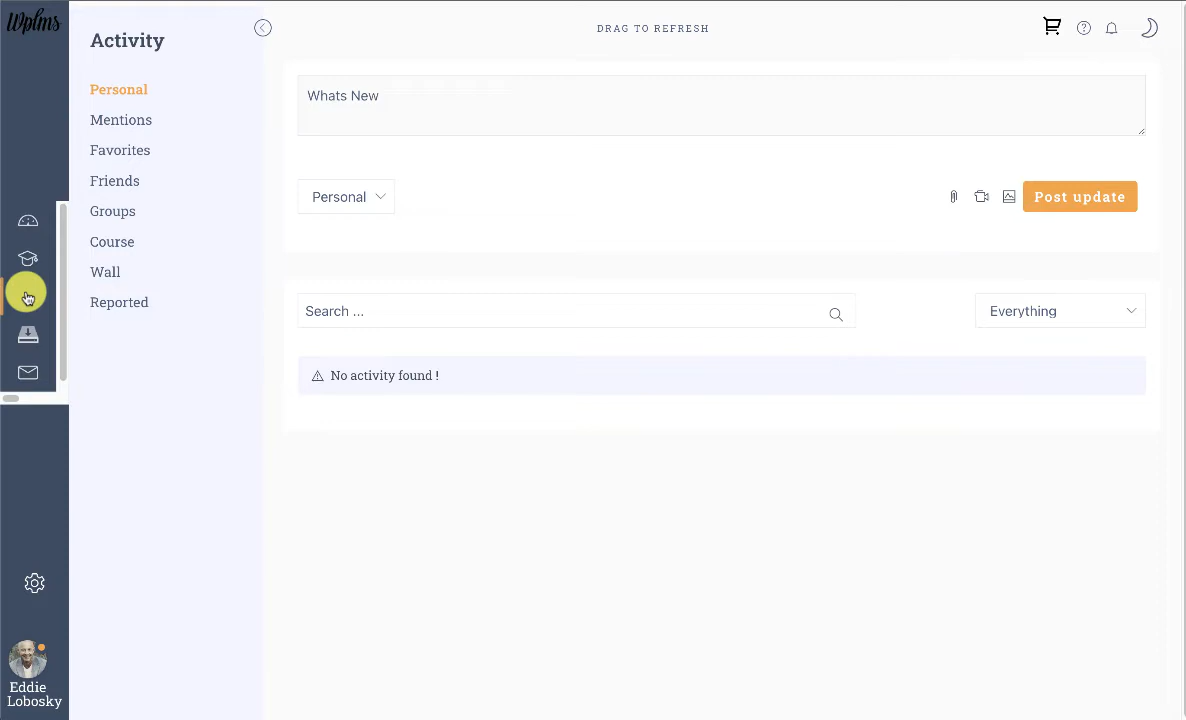 Wplms
Activity
DRAG TO REFRESH
Personal
Mentions
Favorites
Friends
Groups
Course
Wall
Reported
Whats New
Personal
Post update
Search ...
Everything
No activity found !
Eddie
Lobosky